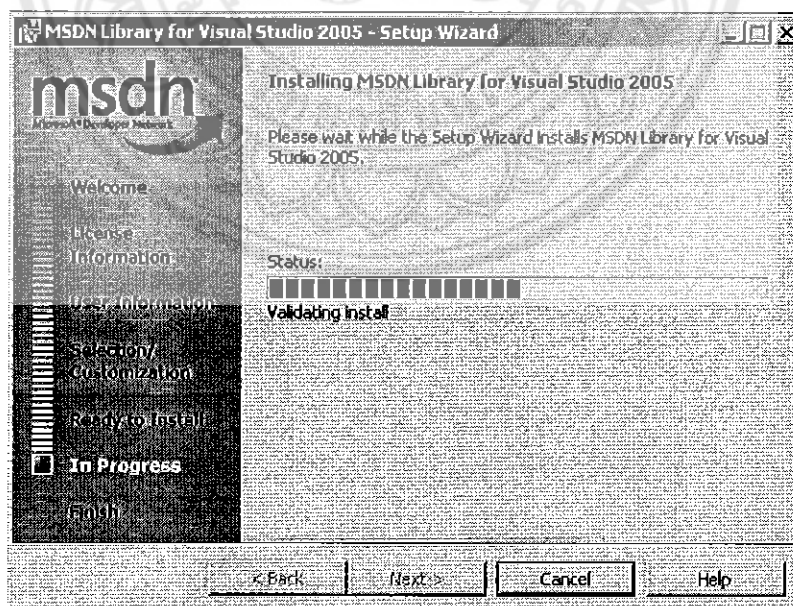 MSDN Library for Visual Studio 2005 - Setup Wizard
msdn
Microsoft Developer Network
Installing MSDN Library for Visual Studio 2005
Please wait while the Setup Wizard installs MSDN Library for Visual
Studio 2005.
Welcome
License
Information
User Information
Selection/
Customization
Ready to Install
In Progress
Finish
Status:
Validating install
< Back
Next >
Cancel
Help